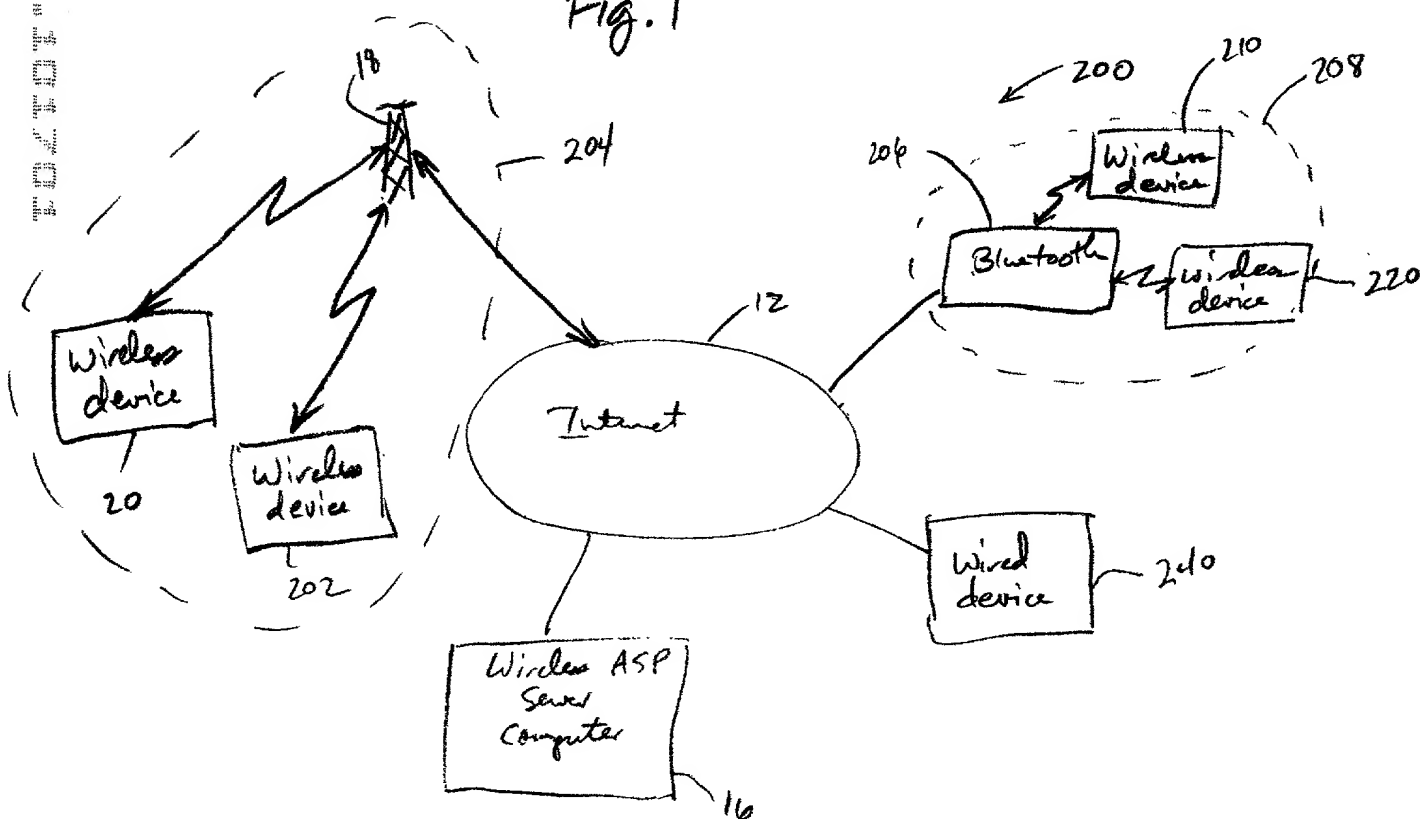 Fig. 1
101701
18
204
200
210
208
206
Wireless
device
Bluetooth
Wireless
device
220
12
Wireless
device
20
Internet
Wireless
device
202
Wired
device
240
Wireless ASP
Server
Computer
16